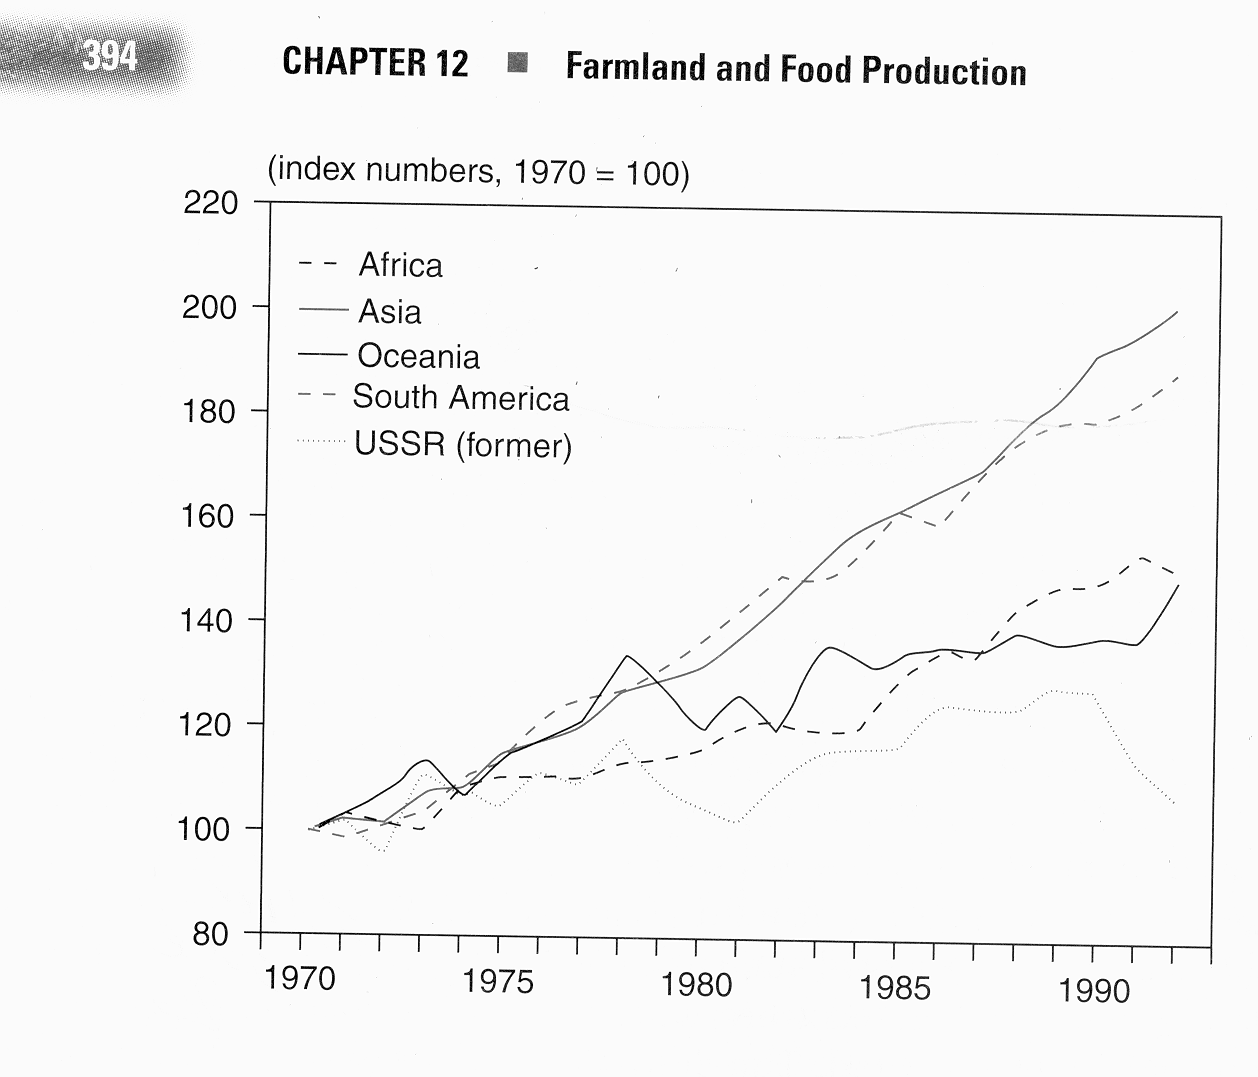 394
CHAPTER 12 ■ Farmland and Food Production
(index numbers, 1970 = 100)
220
200
180
160
140
120
100
80
Africa
Asia
Oceania
South America
USSR (former)
1970 1975 1980 1985 1990